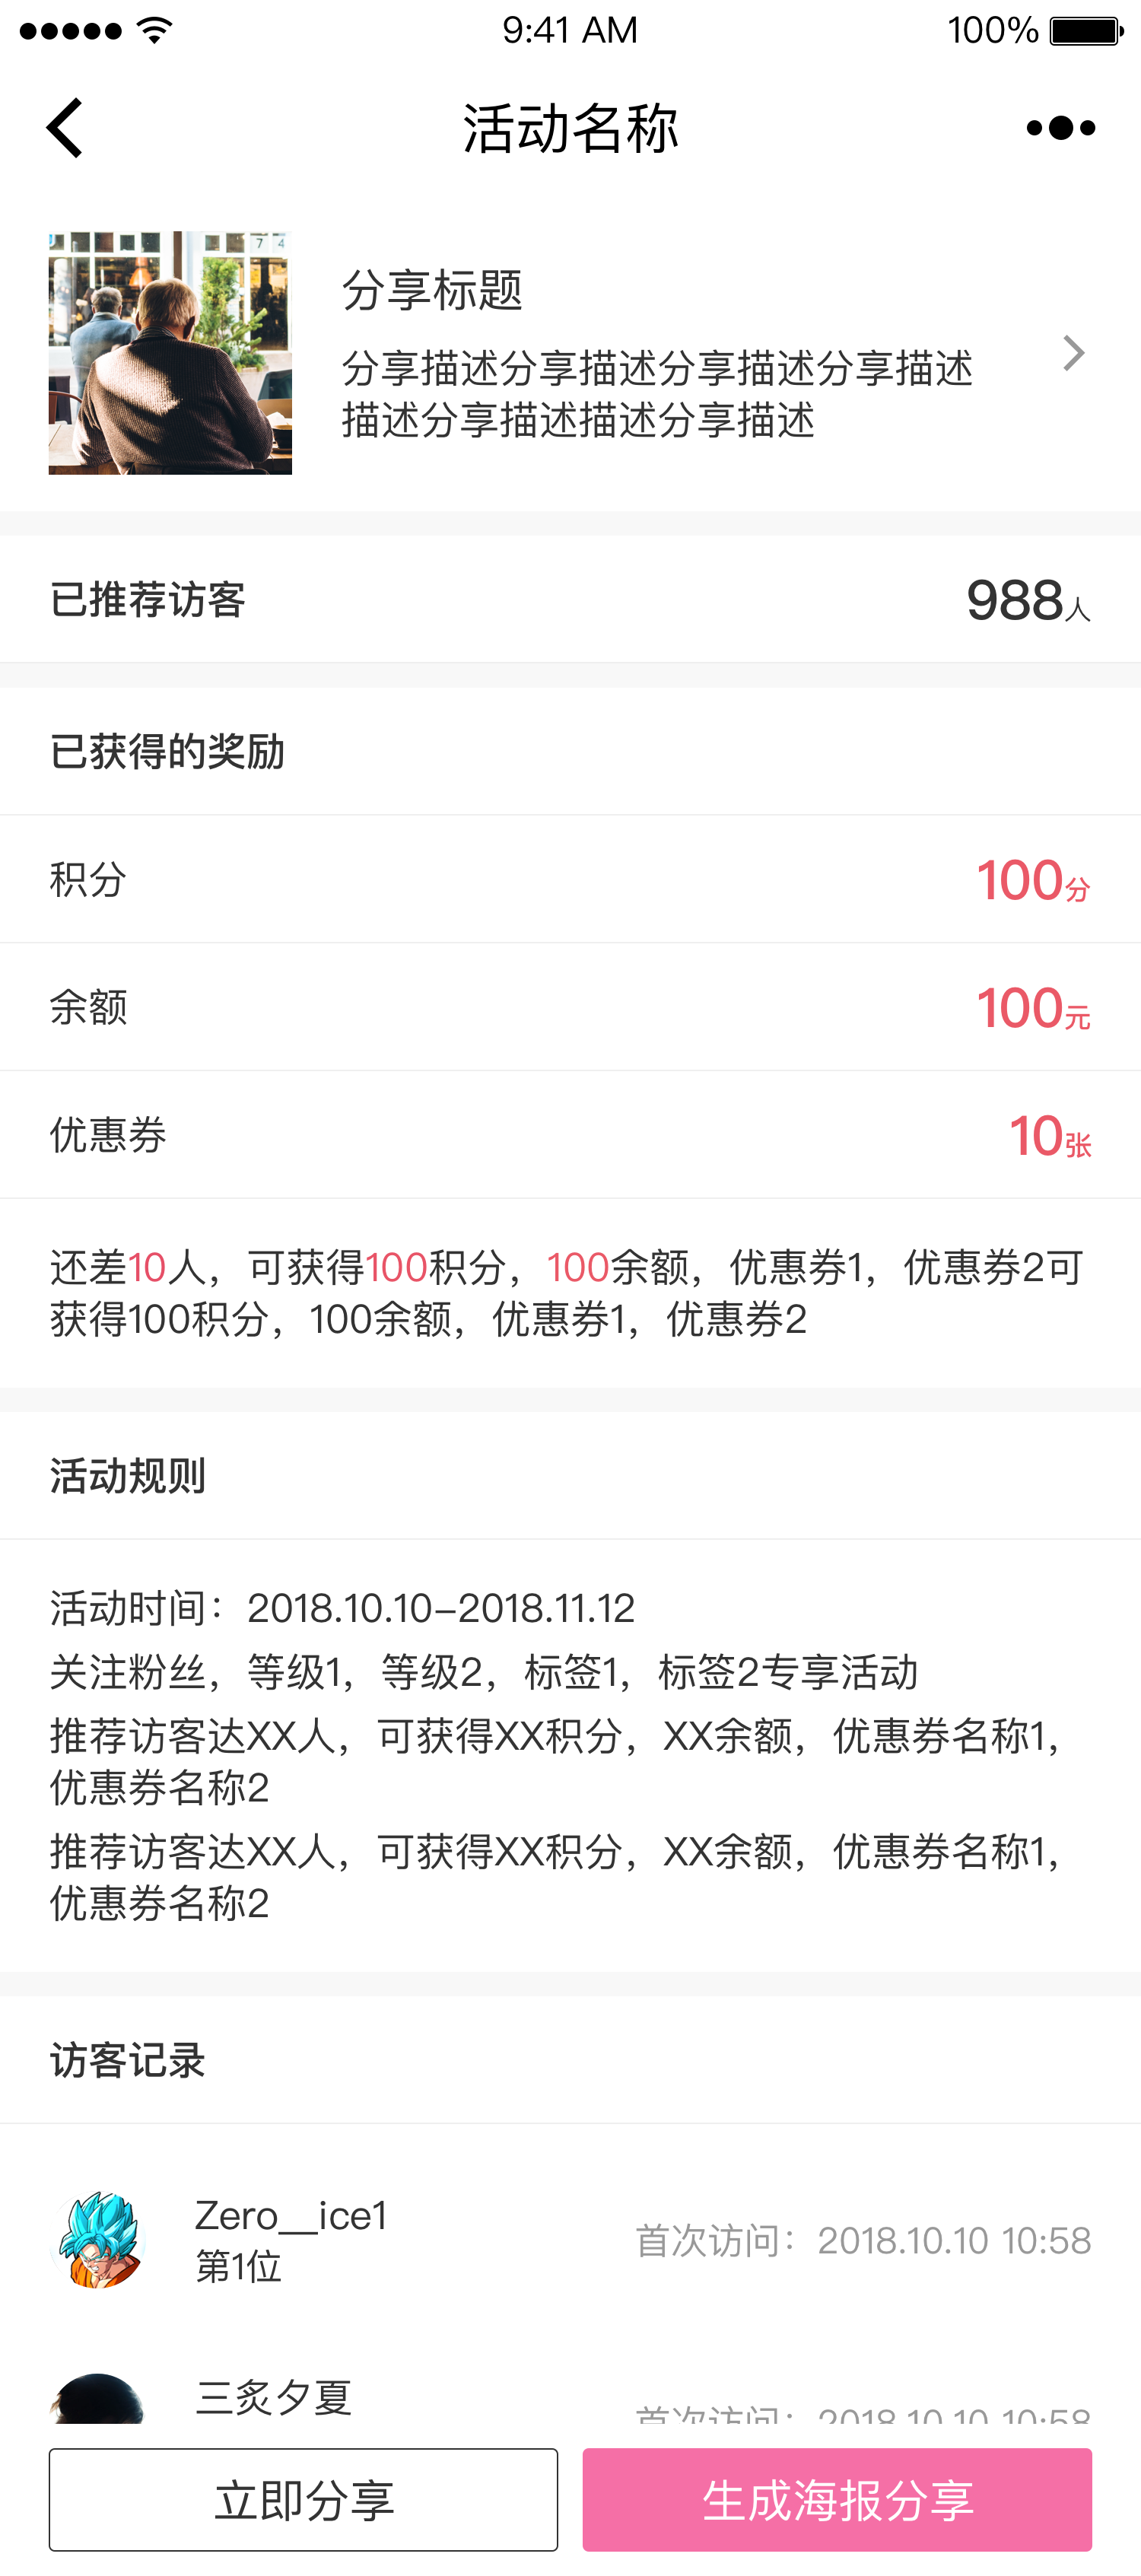 9:41 AM
100%
活动名称
7 4
分享标题
分享描述分享描述分享描述分享描述
描述分享描述描述分享描述
已推荐访客
988人
已获得的奖励
积分
100分
余额
100元
优惠券
10张
还差10人，可获得100积分，100余额，优惠券1，优惠券2可
获得100积分，100余额，优惠券1，优惠券2
活动规则
活动时间：2018.10.10-2018.11.12
关注粉丝，等级1，等级2，标签1，标签2专享活动
推荐访客达XX人，可获得XX积分，XX余额，优惠券名称1，
优惠券名称2
推荐访客达XX人，可获得XX积分，XX余额，优惠券名称1，
优惠券名称2
访客记录
Zero__ice1
第1位
首次访问：2018.10.10 10:58
三炙夕夏
首次访问：2018.10.10 10:58
立即分享
生成海报分享